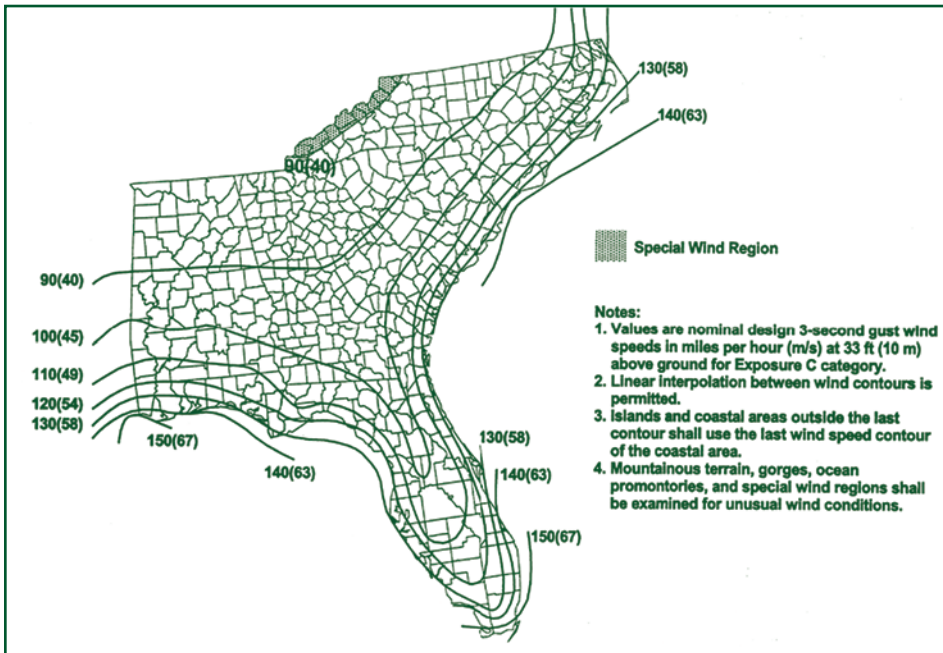 130(58)
140(63)
90(40)
Special Wind Region
90(40)
Notes:
1. Values are nominal design 3-second gust wind
speeds in miles per hour (m/s) at 33 ft (10 m)
above ground for Exposure C category.
2. Linear interpolation between wind contours is
permitted.
3. Islands and coastal areas outside the last
contour shall use the last wind speed contour
of the coastal area.
4. Mountainous terrain, gorges, ocean
promontories, and special wind regions shall
be examined for unusual wind conditions.
100(45)
110(49)
120(54)
130(58)
150(67)
140(63)
130(58)
140(63)
150(67)